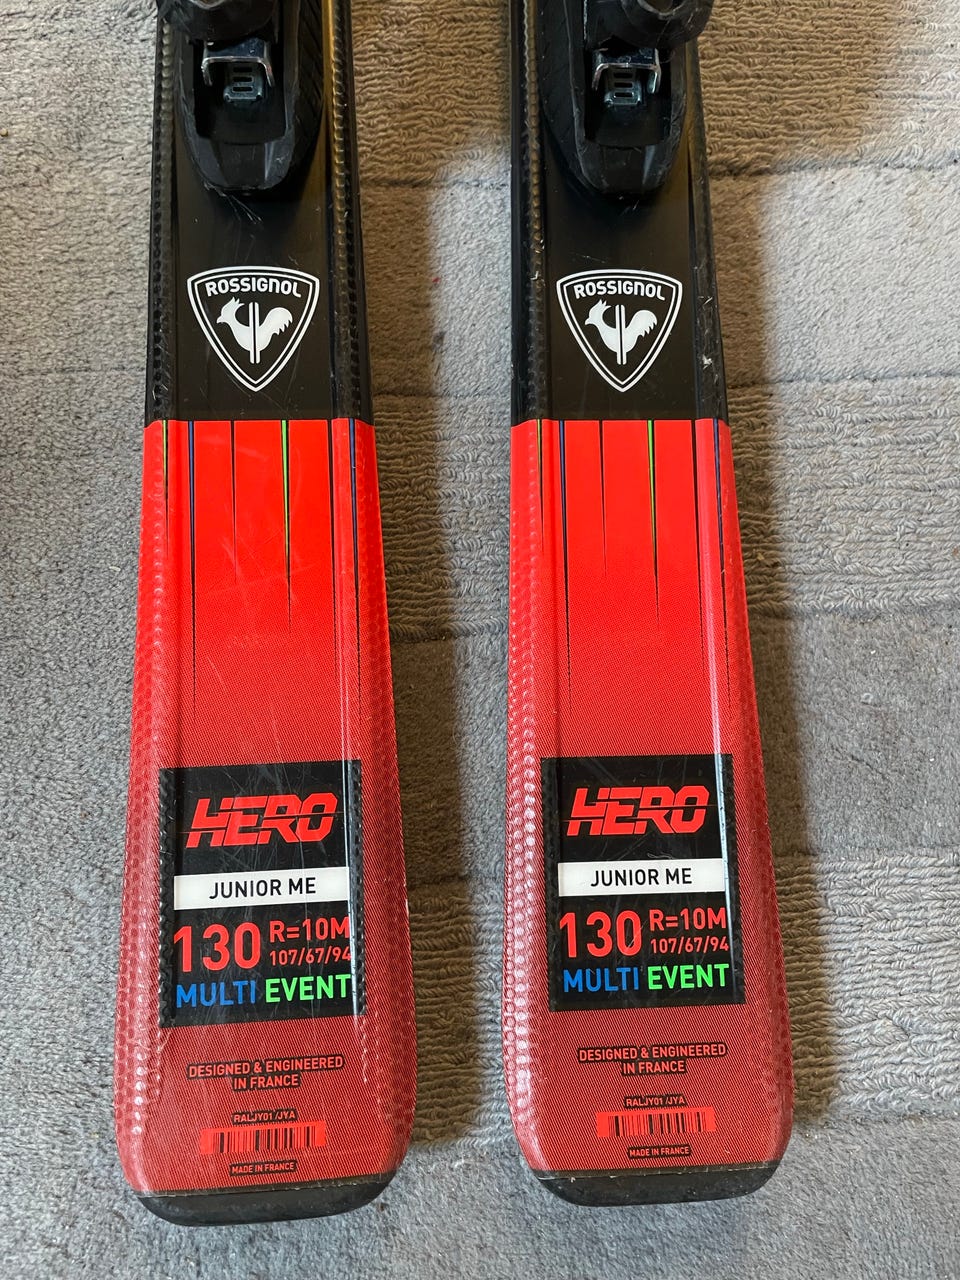 ROSSIGNOL
HERO
JUNIOR ME
130 R=10M
107/67/94
MULTI EVENT
DESIGNED & ENGINEERED
IN FRANCE
RALJY01 /JYA
MADE IN FRANCE
ROSSIGNOL
HERO
JUNIOR ME
130 R=10M
107/67/94
MULTI EVENT
DESIGNED & ENGINEERED
IN FRANCE
RALJY01 /JYA
MADE IN FRANCE